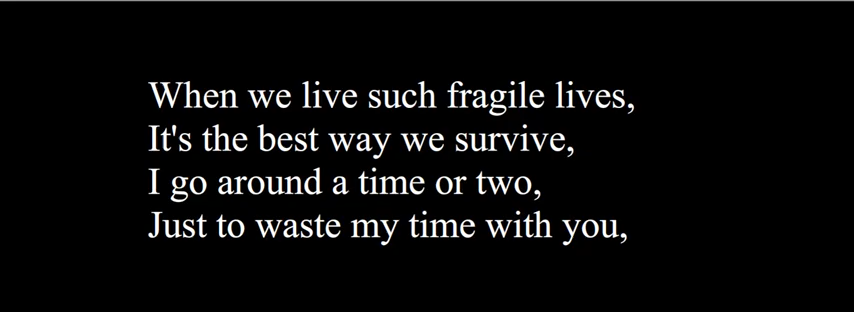 When we live such fragile lives,
It's the best way we survive,
I go around a time or two,
Just to waste my time with you,